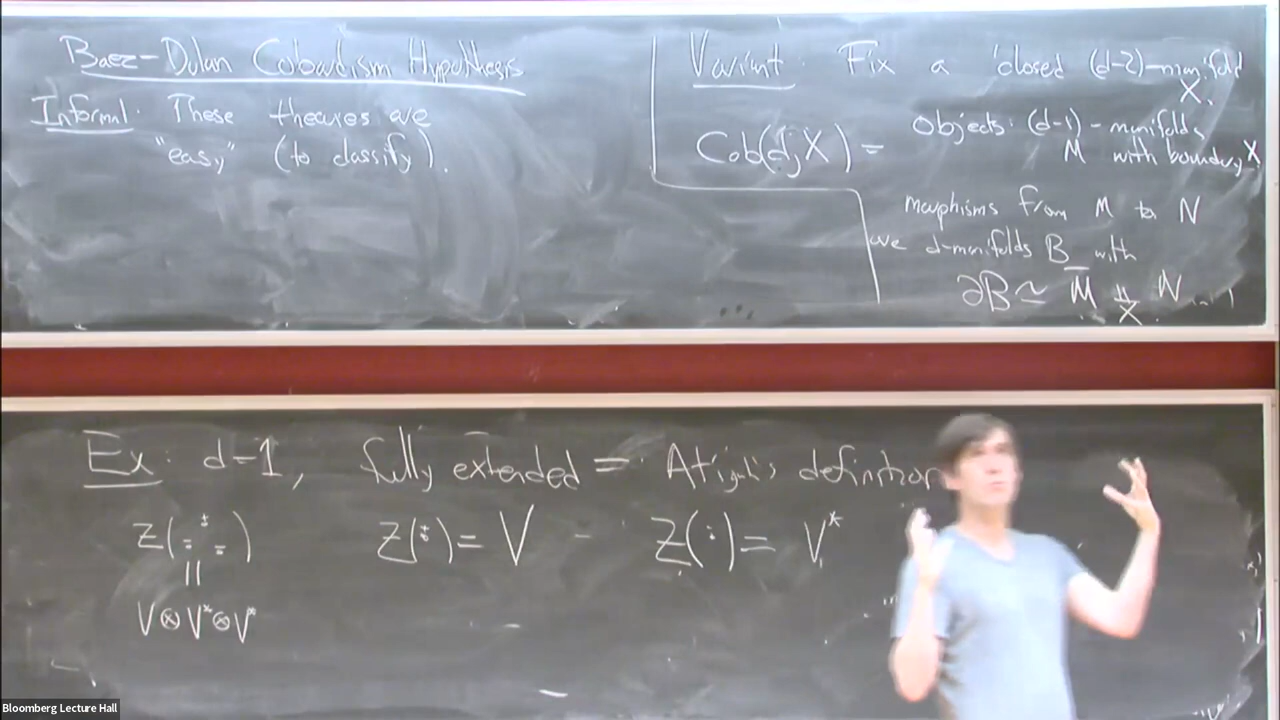 Baez-Dolan Cobordism Hypothesis
Informal: These theories are
"easy" (to classify).
Variant: Fix a closed (d-2)-manifold
X.
Cob(d, X) =
Objects: (d-1)-manifolds
M with boundary X
morphisms from M to N
are d-manifolds B with
∂B ≃ M̅ ⨿ N
X
Ex: d=1, fully extended = Atiyah's definition
Z(⁺₋ ₋) Z(⁺) = V Z(⁻) = V*
||
V⊗V*⊗V*
Bloomberg Lecture Hall